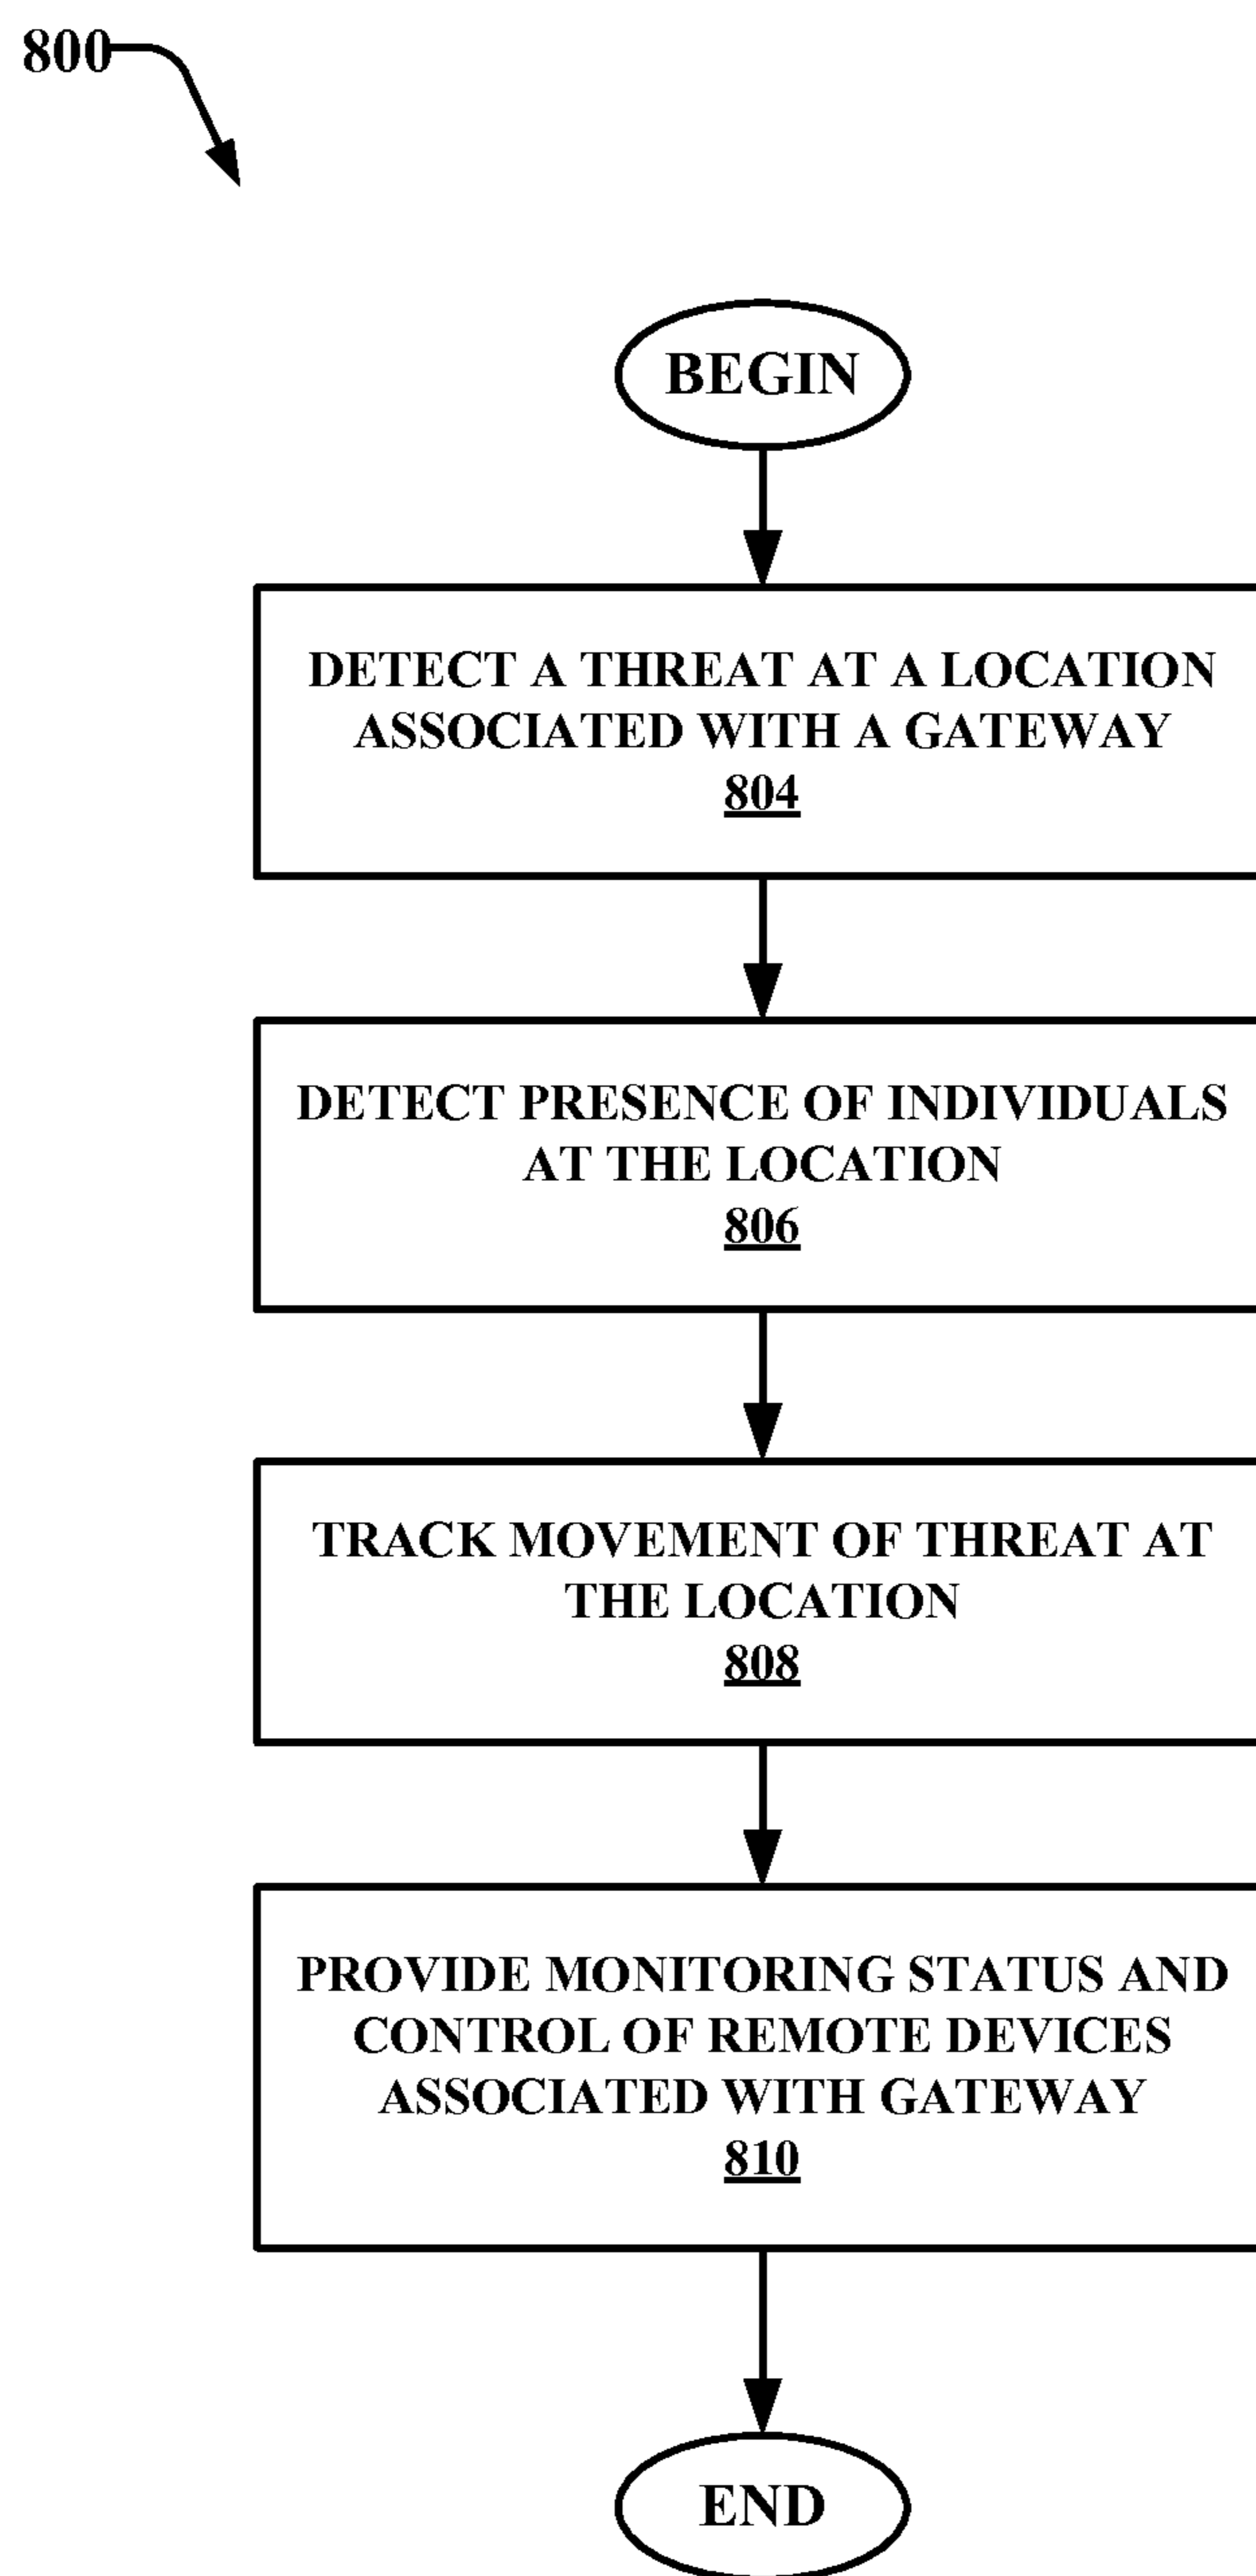 800
BEGIN
DETECT A THREAT AT A LOCATION
ASSOCIATED WITH A GATEWAY
804
DETECT PRESENCE OF INDIVIDUALS
AT THE LOCATION
806
TRACK MOVEMENT OF THREAT AT
THE LOCATION
808
PROVIDE MONITORING STATUS AND
CONTROL OF REMOTE DEVICES
ASSOCIATED WITH GATEWAY
810
END